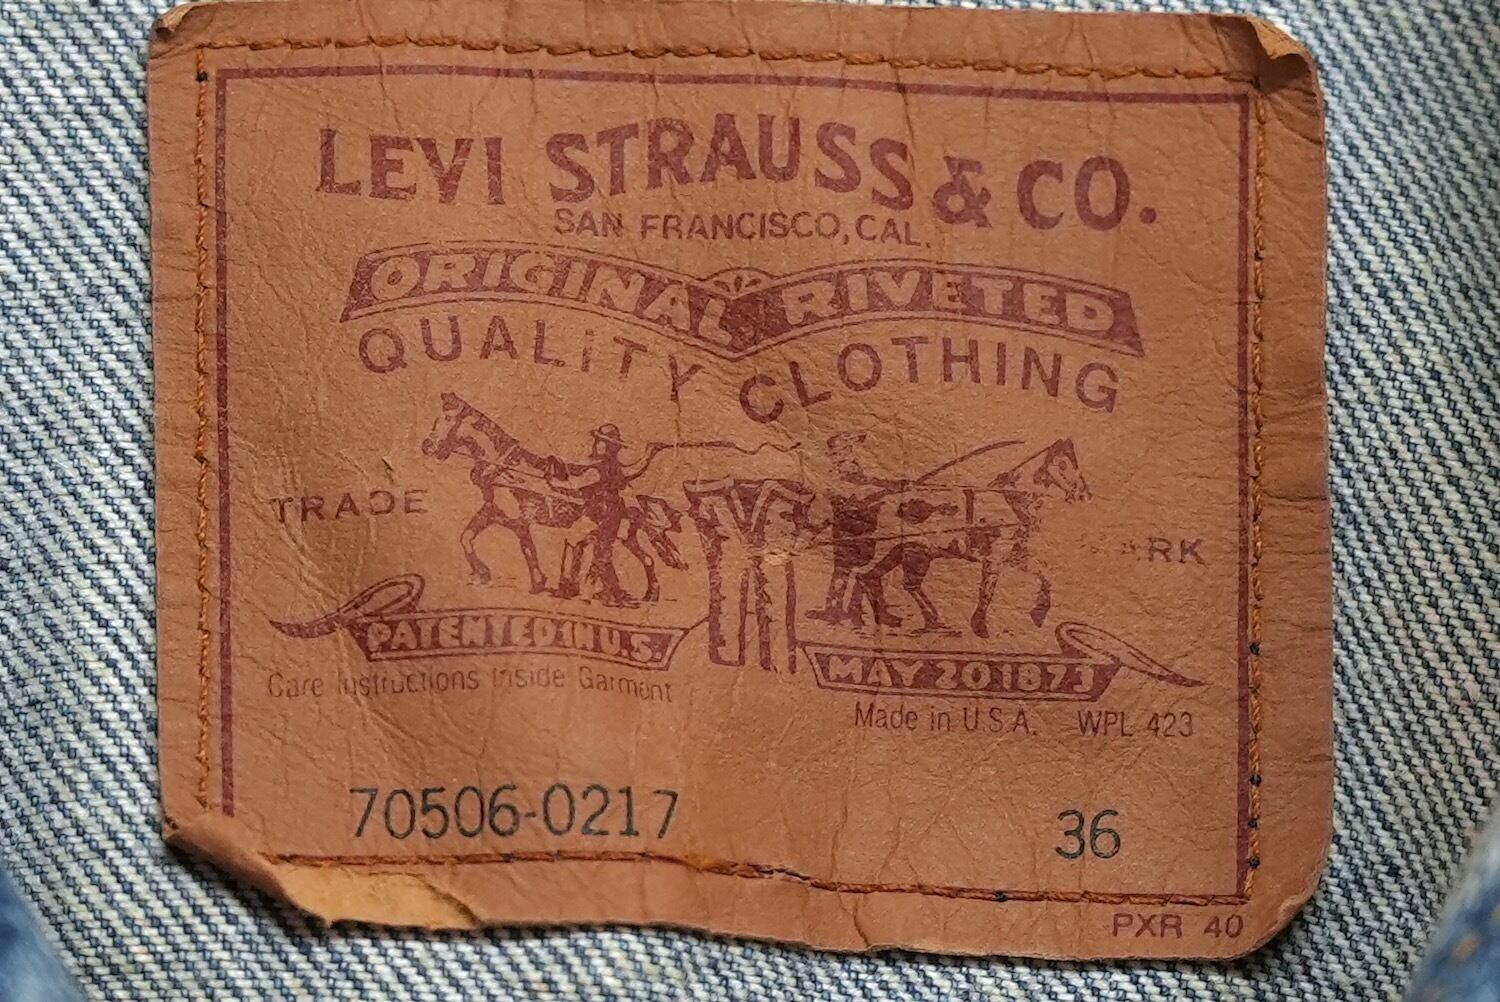 LEVI STRAUSS & CO.
SAN FRANCISCO, CAL.
ORIGINAL RIVETED
QUALITY CLOTHING
TRADE RK
PATENTED IN U.S. MAY 20 1873
Care Instructions Inside Garment
Made in U.S.A. WPL 423
70506-0217 36
PXR 40